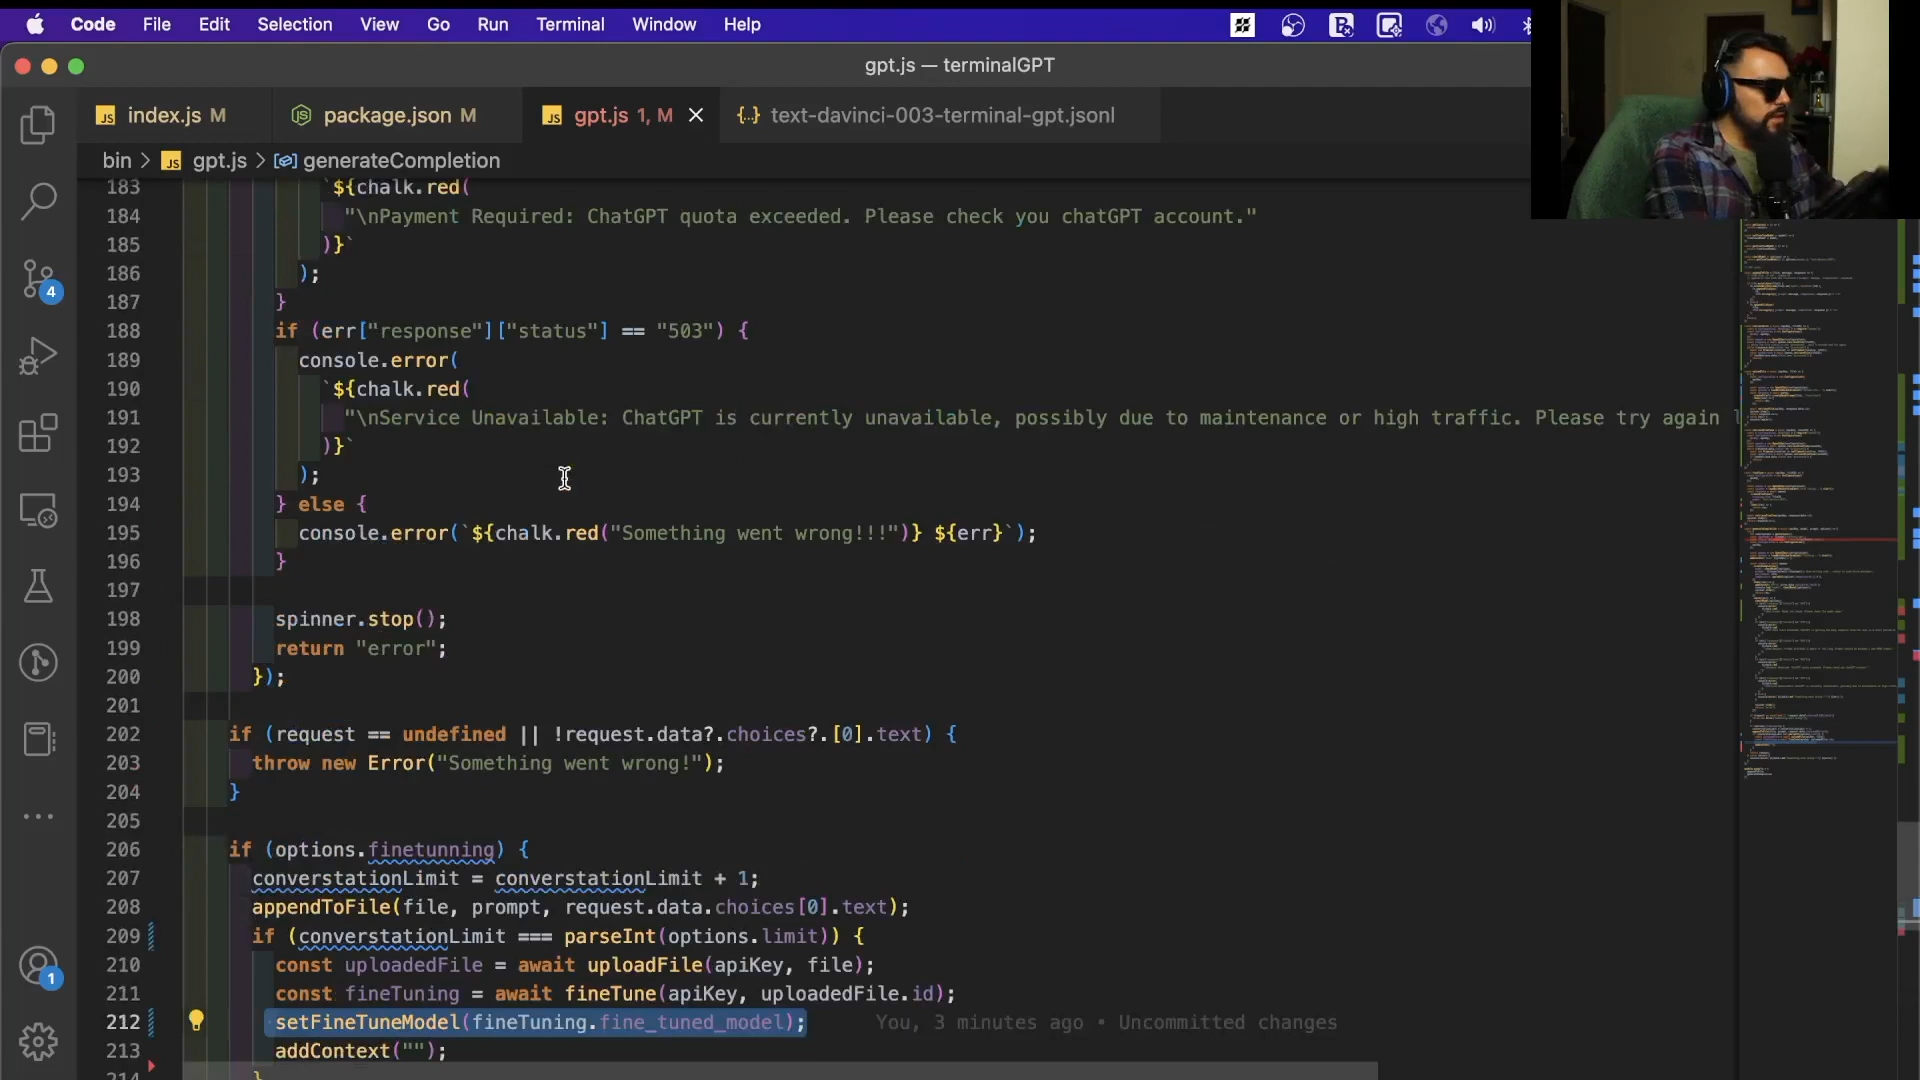 Code File Edit Selection View Go Run Terminal Window Help
gpt.js — terminalGPT
JS index.js M
JS package.json M
JS gpt.js 1, M
{..} text-davinci-003-terminal-gpt.jsonl
bin > JS gpt.js > generateCompletion
183 `${chalk.red(
184 "\nPayment Required: ChatGPT quota exceeded. Please check you chatGPT account."
185 )}`
186 );
187 }
188 if (err["response"]["status"] == "503") {
189 console.error(
190 `${chalk.red(
191 "\nService Unavailable: ChatGPT is currently unavailable, possibly due to maintenance or high traffic. Please try again
192 )}`
193 );
194 } else {
195 console.error(`${chalk.red("Something went wrong!!!")} ${err}`);
196 }
197
198 spinner.stop();
199 return "error";
200 });
201
202 if (request == undefined || !request.data?.choices?.[0].text) {
203 throw new Error("Something went wrong!");
204 }
205
206 if (options.finetunning) {
207 converstationLimit = converstationLimit + 1;
208 appendToFile(file, prompt, request.data.choices[0].text);
209 if (converstationLimit === parseInt(options.limit)) {
210 const uploadedFile = await uploadFile(apiKey, file);
211 const fineTuning = await fineTune(apiKey, uploadedFile.id);
212 setFineTuneModel(fineTuning.fine_tuned_model); You, 3 minutes ago • Uncommitted changes
213 addContext("");
214 }
4
1